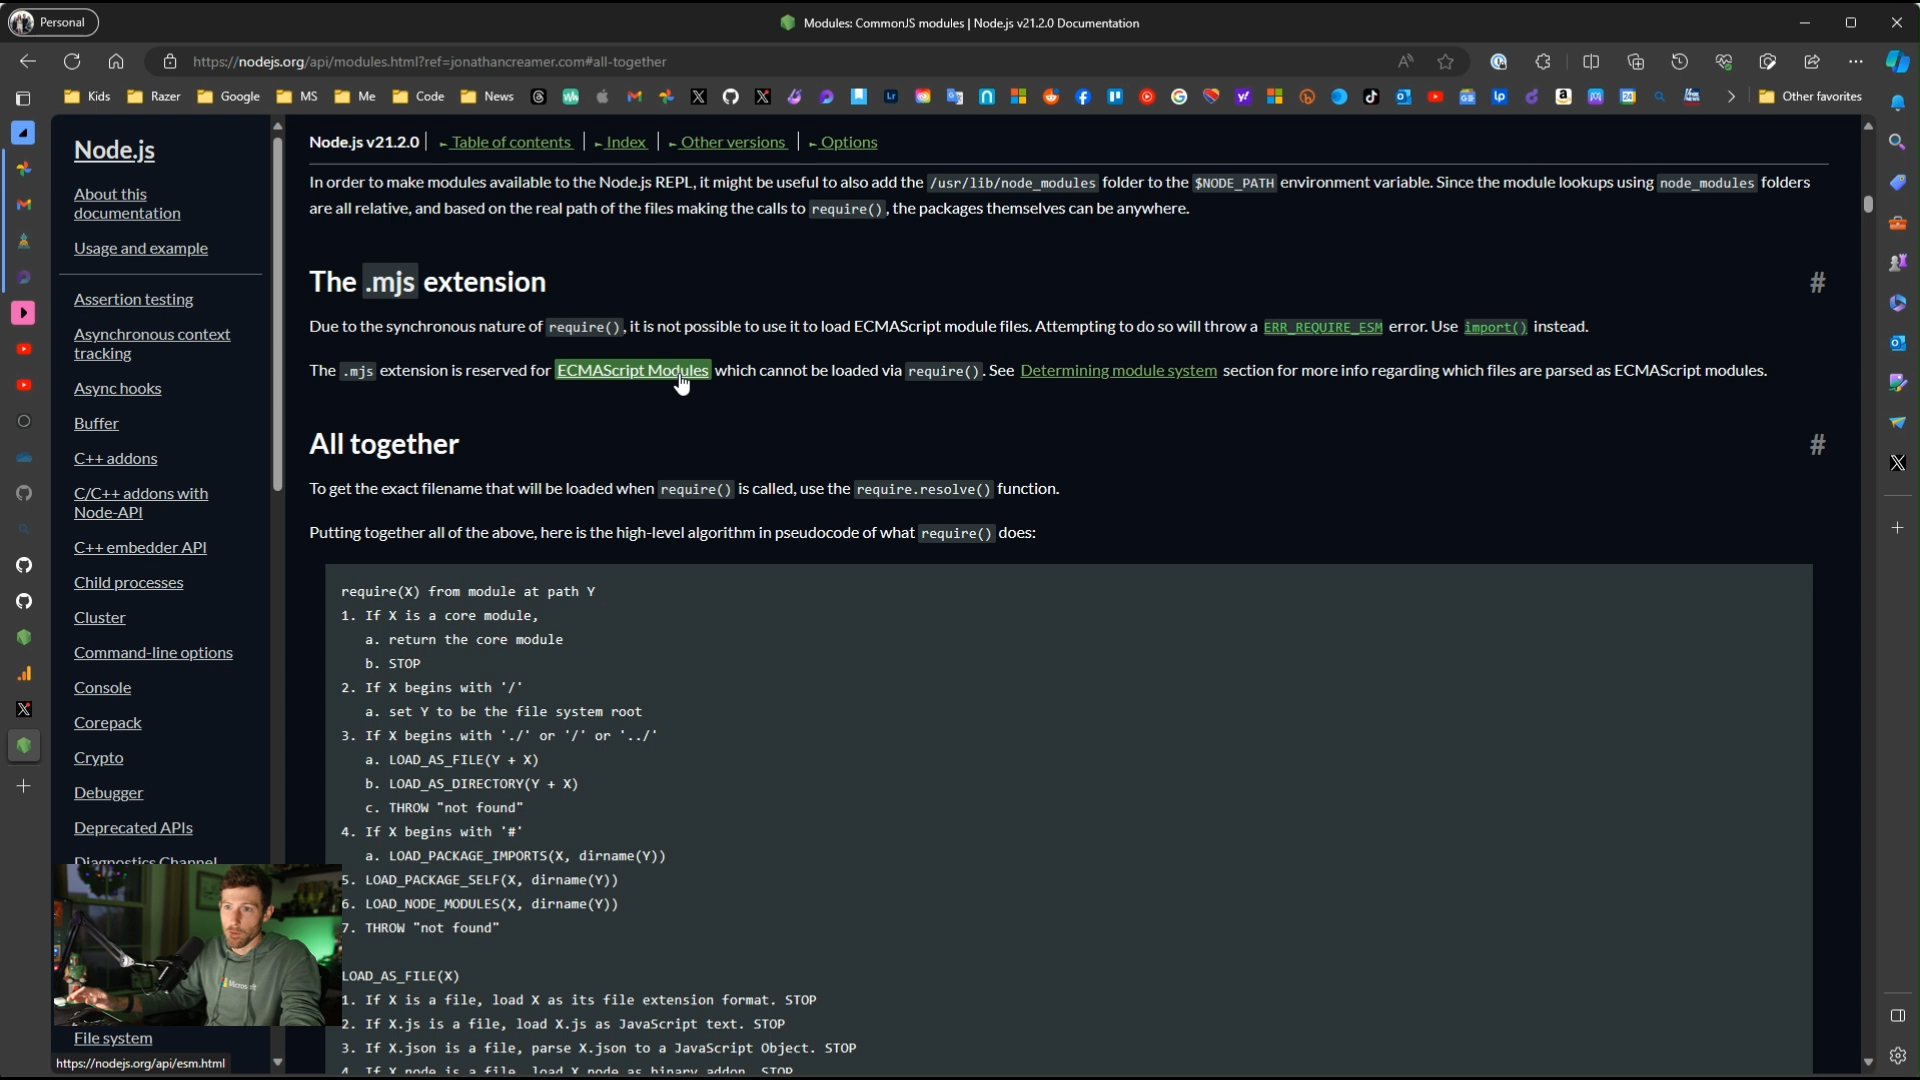 Personal
Modules: CommonJS modules | Node.js v21.2.0 Documentation
https://nodejs.org/api/modules.html?ref=jonathancreamer.com#all-together
Kids
Razer
Google
MS
Me
Code
News
Other favorites
Node.js
About this
documentation
Usage and example
Assertion testing
Asynchronous context
tracking
Async hooks
Buffer
C++ addons
C/C++ addons with
Node-API
C++ embedder API
Child processes
Cluster
Command-line options
Console
Corepack
Crypto
Debugger
Deprecated APIs
Diagnostics Channel
File system
https://nodejs.org/api/esm.html
Node.js v21.2.0
Table of contents
Index
Other versions
Options
In order to make modules available to the Node.js REPL, it might be useful to also add the /usr/lib/node_modules folder to the $NODE_PATH environment variable. Since the module lookups using node_modules folders
are all relative, and based on the real path of the files making the calls to require(), the packages themselves can be anywhere.
The .mjs extension
#
Due to the synchronous nature of require(), it is not possible to use it to load ECMAScript module files. Attempting to do so will throw a ERR_REQUIRE_ESM error. Use import() instead.
The .mjs extension is reserved for ECMAScript Modules which cannot be loaded via require(). See Determining module system section for more info regarding which files are parsed as ECMAScript modules.
All together
#
To get the exact filename that will be loaded when require() is called, use the require.resolve() function.
Putting together all of the above, here is the high-level algorithm in pseudocode of what require() does:
require(X) from module at path Y
1. If X is a core module,
a. return the core module
b. STOP
2. If X begins with '/'
a. set Y to be the file system root
3. If X begins with './' or '/' or '../'
a. LOAD_AS_FILE(Y + X)
b. LOAD_AS_DIRECTORY(Y + X)
c. THROW "not found"
4. If X begins with '#'
a. LOAD_PACKAGE_IMPORTS(X, dirname(Y))
5. LOAD_PACKAGE_SELF(X, dirname(Y))
6. LOAD_NODE_MODULES(X, dirname(Y))
7. THROW "not found"
LOAD_AS_FILE(X)
1. If X is a file, load X as its file extension format. STOP
2. If X.js is a file, load X.js as JavaScript text. STOP
3. If X.json is a file, parse X.json to a JavaScript Object. STOP
4. If X.node is a file, load X.node as binary addon. STOP
Microsoft